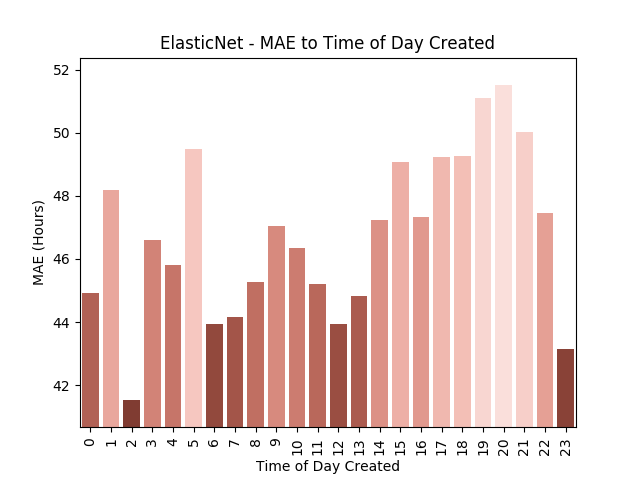 ElasticNet - MAE to Time of Day Created
MAE (Hours)
52
50
48
46
44
42
0 1 2 3 4 5 6 7 8 9 10 11 12 13 14 15 16 17 18 19 20 21 22 23
Time of Day Created